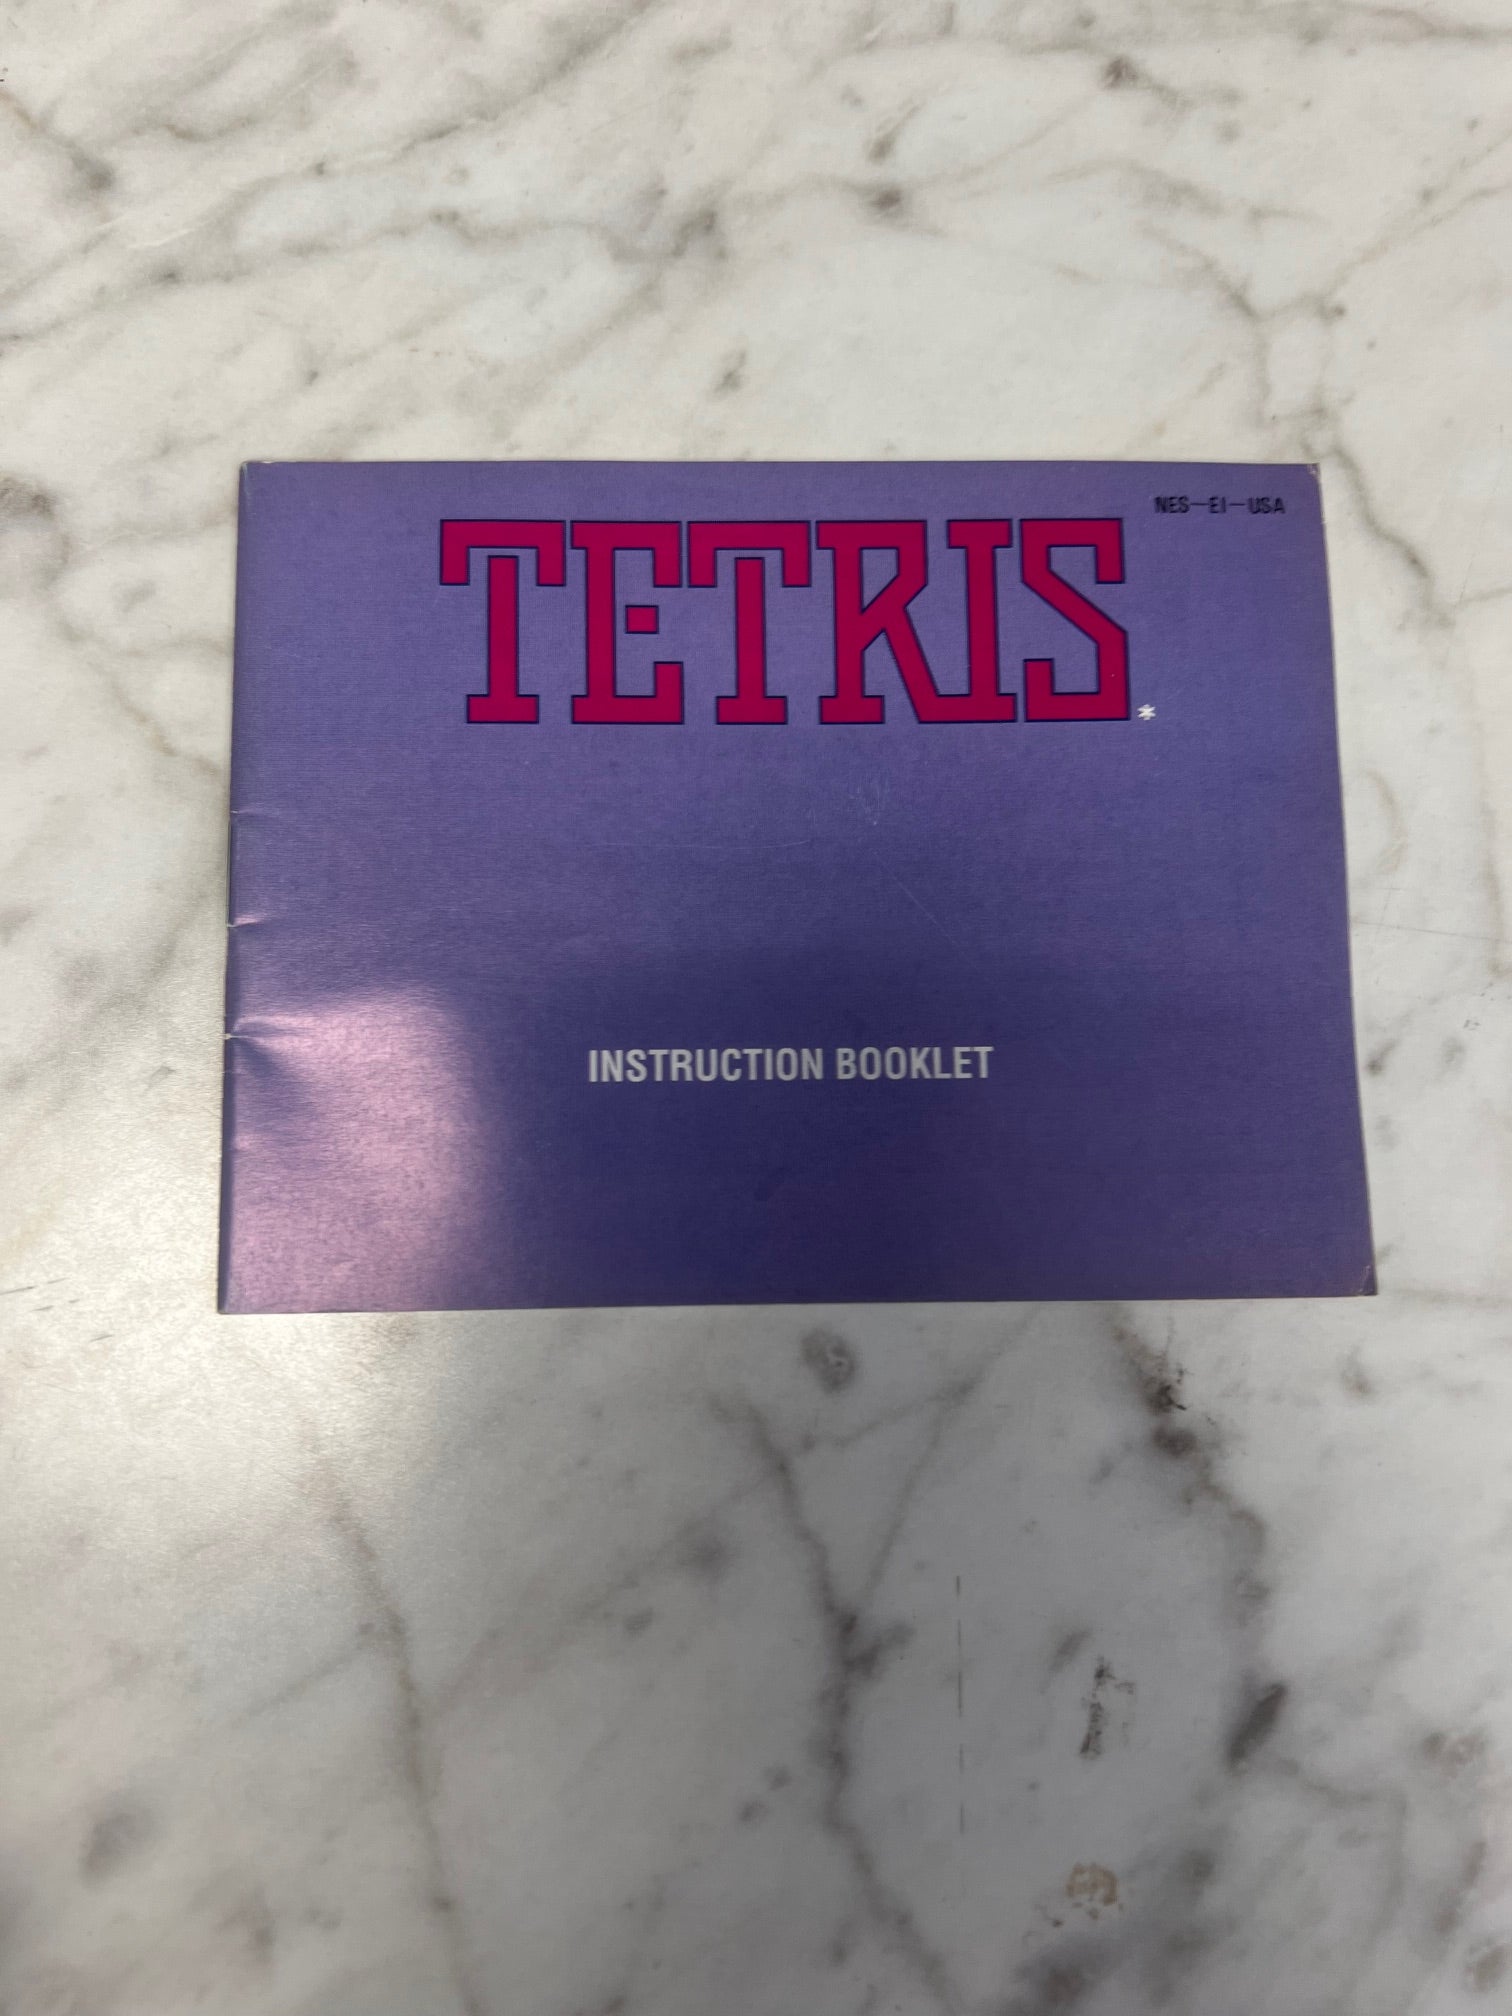 NES-EI-USA
TETRIS*
INSTRUCTION BOOKLET